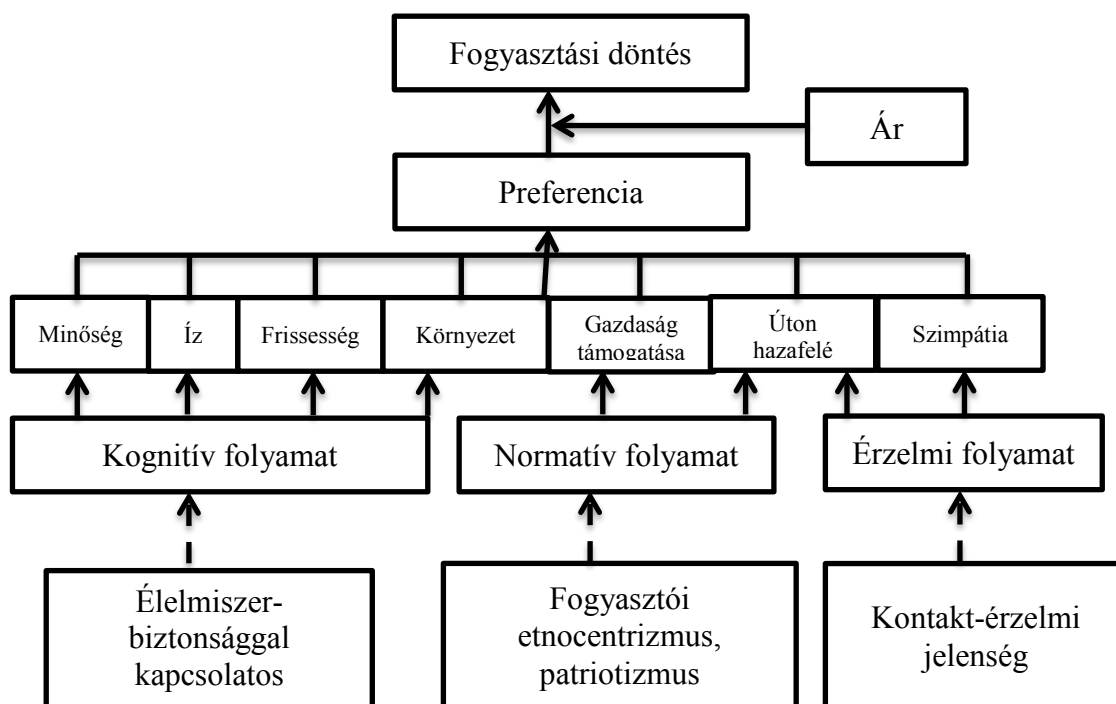 Fogyasztási döntés
Ár
Preferencia
Minőség
Íz
Frissesség
Környezet
Gazdaság
támogatása
Úton
hazafelé
Szimpátia
Kognitív folyamat
Normatív folyamat
Érzelmi folyamat
Élelmiszer-
biztonsággal
kapcsolatos
Fogyasztói
etnocentrizmus,
patriotizmus
Kontakt-érzelmi
jelenség